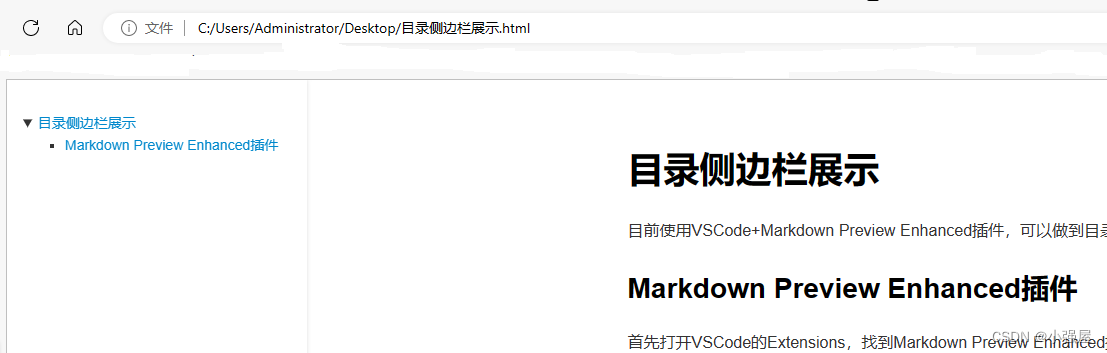 文件 C:/Users/Administrator/Desktop/目录侧边栏展示.html
目录侧边栏展示
Markdown Preview Enhanced插件
目录侧边栏展示
目前使用VSCode+Markdown Preview Enhanced插件，可以做到目
Markdown Preview Enhanced插件
首先打开VSCode的Extensions，找到Markdown Preview Enhanced
CSDN @小强屋